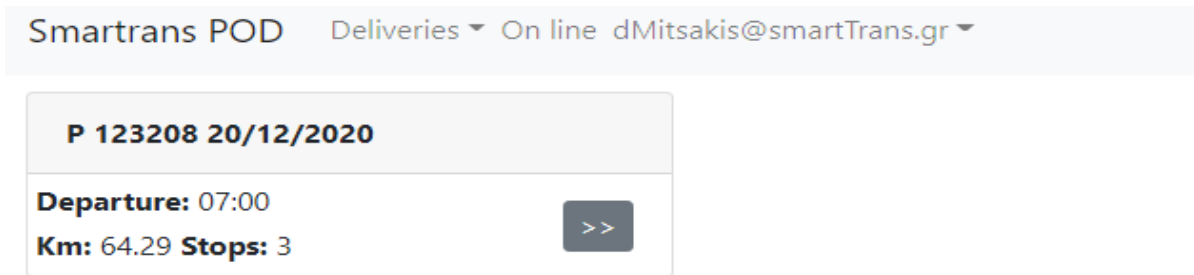 Smartrans POD Deliveries On line dMitsakis@smartTrans.gr
P 123208 20/12/2020
Departure: 07:00
>>
Km: 64.29 Stops: 3